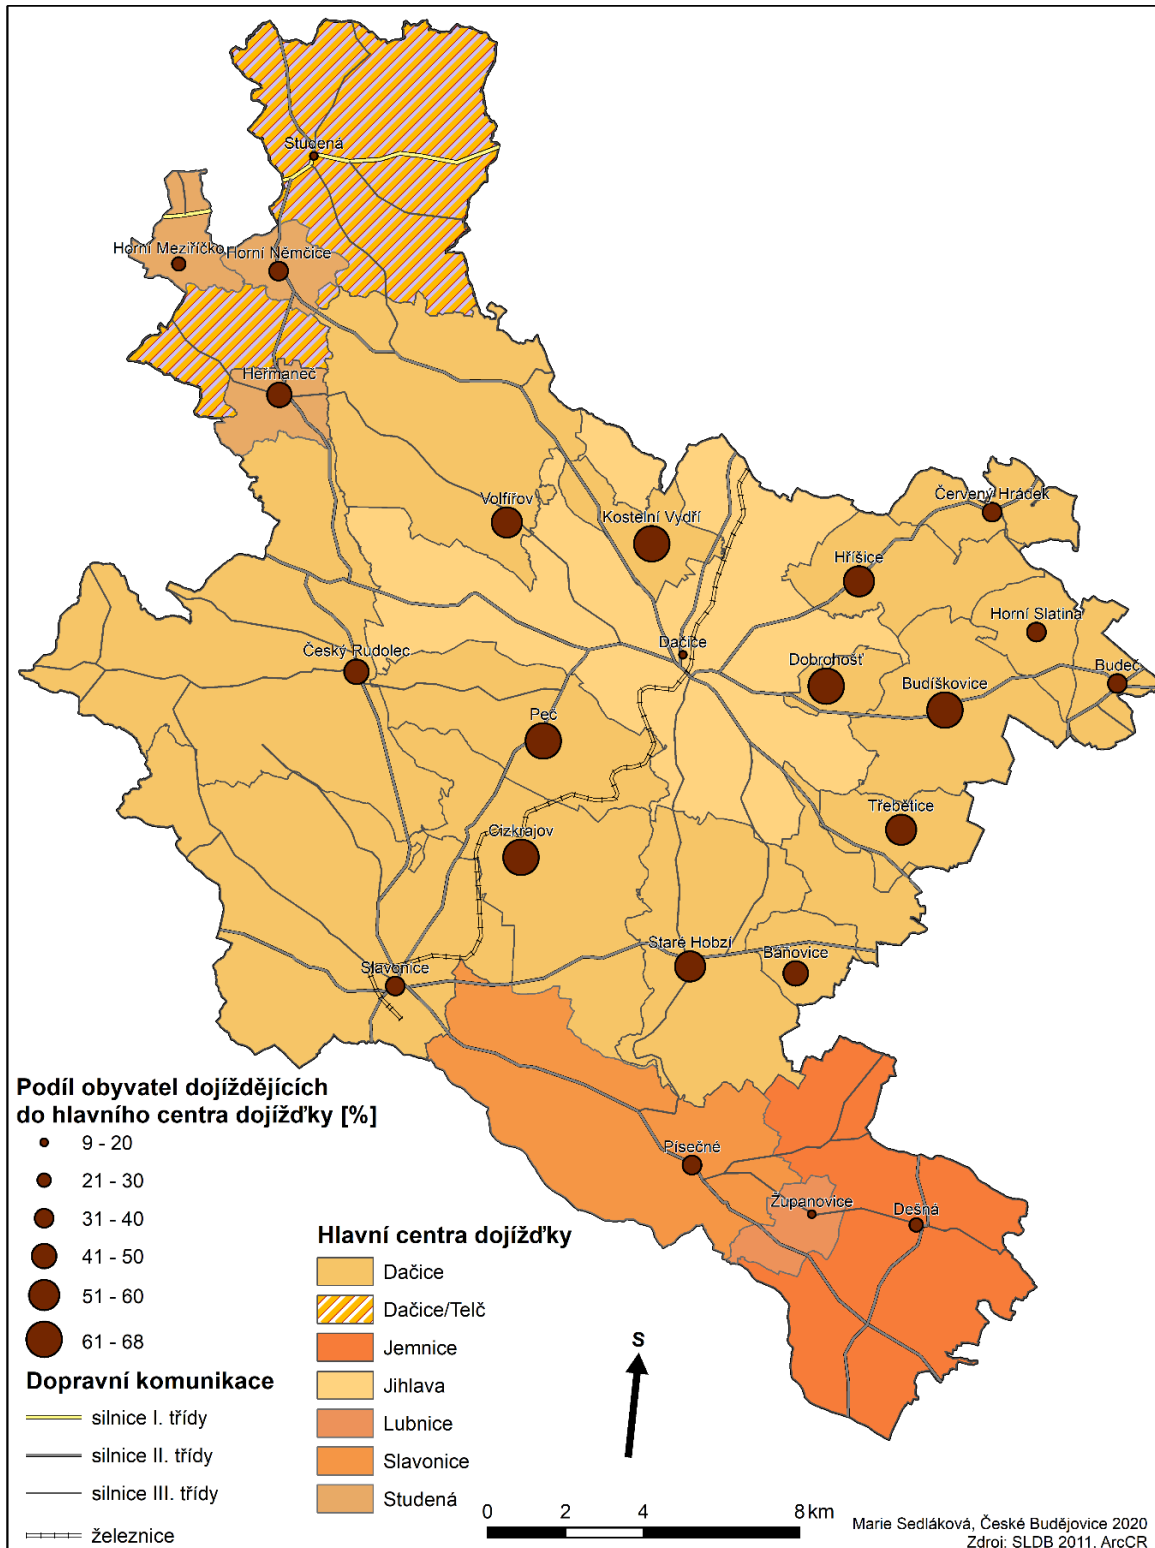 Studená
Horní Meziříčko
Horní Němčice
Heřmaneč
Volfířov
Kostelní Vydří
Červený Hrádek
Hříšice
Horní Slatina
Dačice
Český Rudolec
Dobrohošť
Budeč
Budíškovice
Peč
Třebětice
Cizkrajov
Staré Hobzí
Báňovice
Slavonice
Písečné
Županovice
Dešná
Podíl obyvatel dojíždějících
do hlavního centra dojížďky [%]
9 - 20
21 - 30
31 - 40
41 - 50
51 - 60
61 - 68
Dopravní komunikace
silnice I. třídy
silnice II. třídy
silnice III. třídy
železnice
Hlavní centra dojížďky
Dačice
Dačice/Telč
Jemnice
Jihlava
Lubnice
Slavonice
Studená
S
0 2 4 8 km
Marie Sedláková, České Budějovice 2020
Zdroj: SLDB 2011, ArcCR